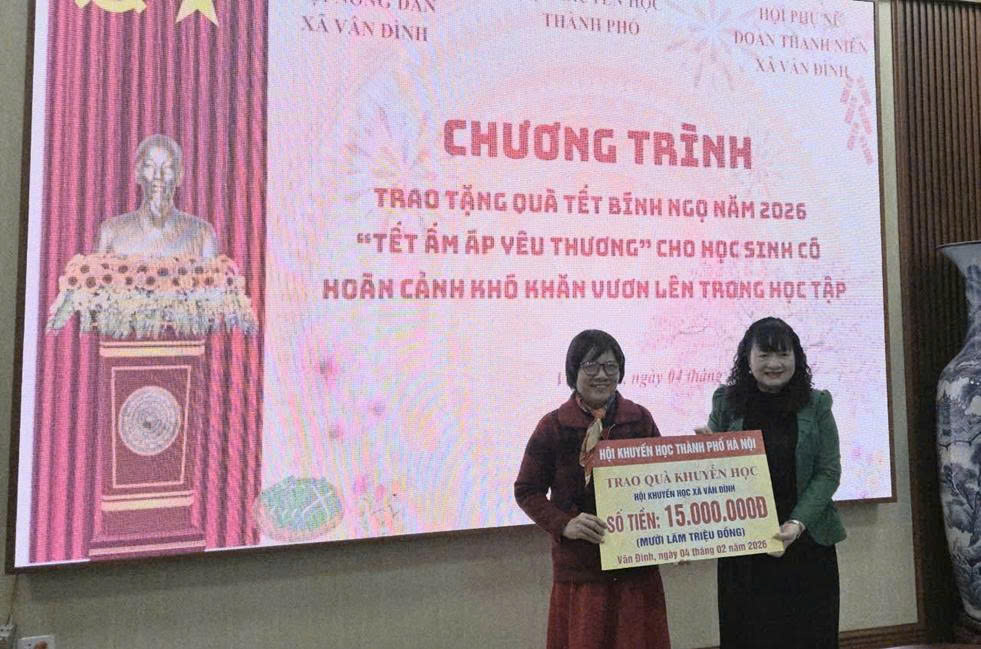 NÔNG DÂN
XÃ VÂN ĐÌNH
HỌC
THÀNH PHỐ
HỘI PHỤ NỮ
ĐOÀN THANH NIÊN
XÃ VÂN ĐÌNH
CHƯƠNG TRÌNH
TRAO TẶNG QUÀ TẾT BÍNH NGỌ NĂM 2026
“TẾT ẤM ÁP YÊU THƯƠNG” CHO HỌC SINH CÓ
HOÀN CẢNH KHÓ KHĂN VƯƠN LÊN TRONG HỌC TẬP
ngày 04 tháng
HỘI KHUYẾN HỌC THÀNH PHỐ HÀ NỘI
TRAO QUÀ KHUYẾN HỌC
HỘI KHUYẾN HỌC XÃ VÂN ĐÌNH
SỐ TIỀN: 15.000.000Đ
(MƯỜI LĂM TRIỆU ĐỒNG)
Vân Đình, ngày 04 tháng 02 năm 2026